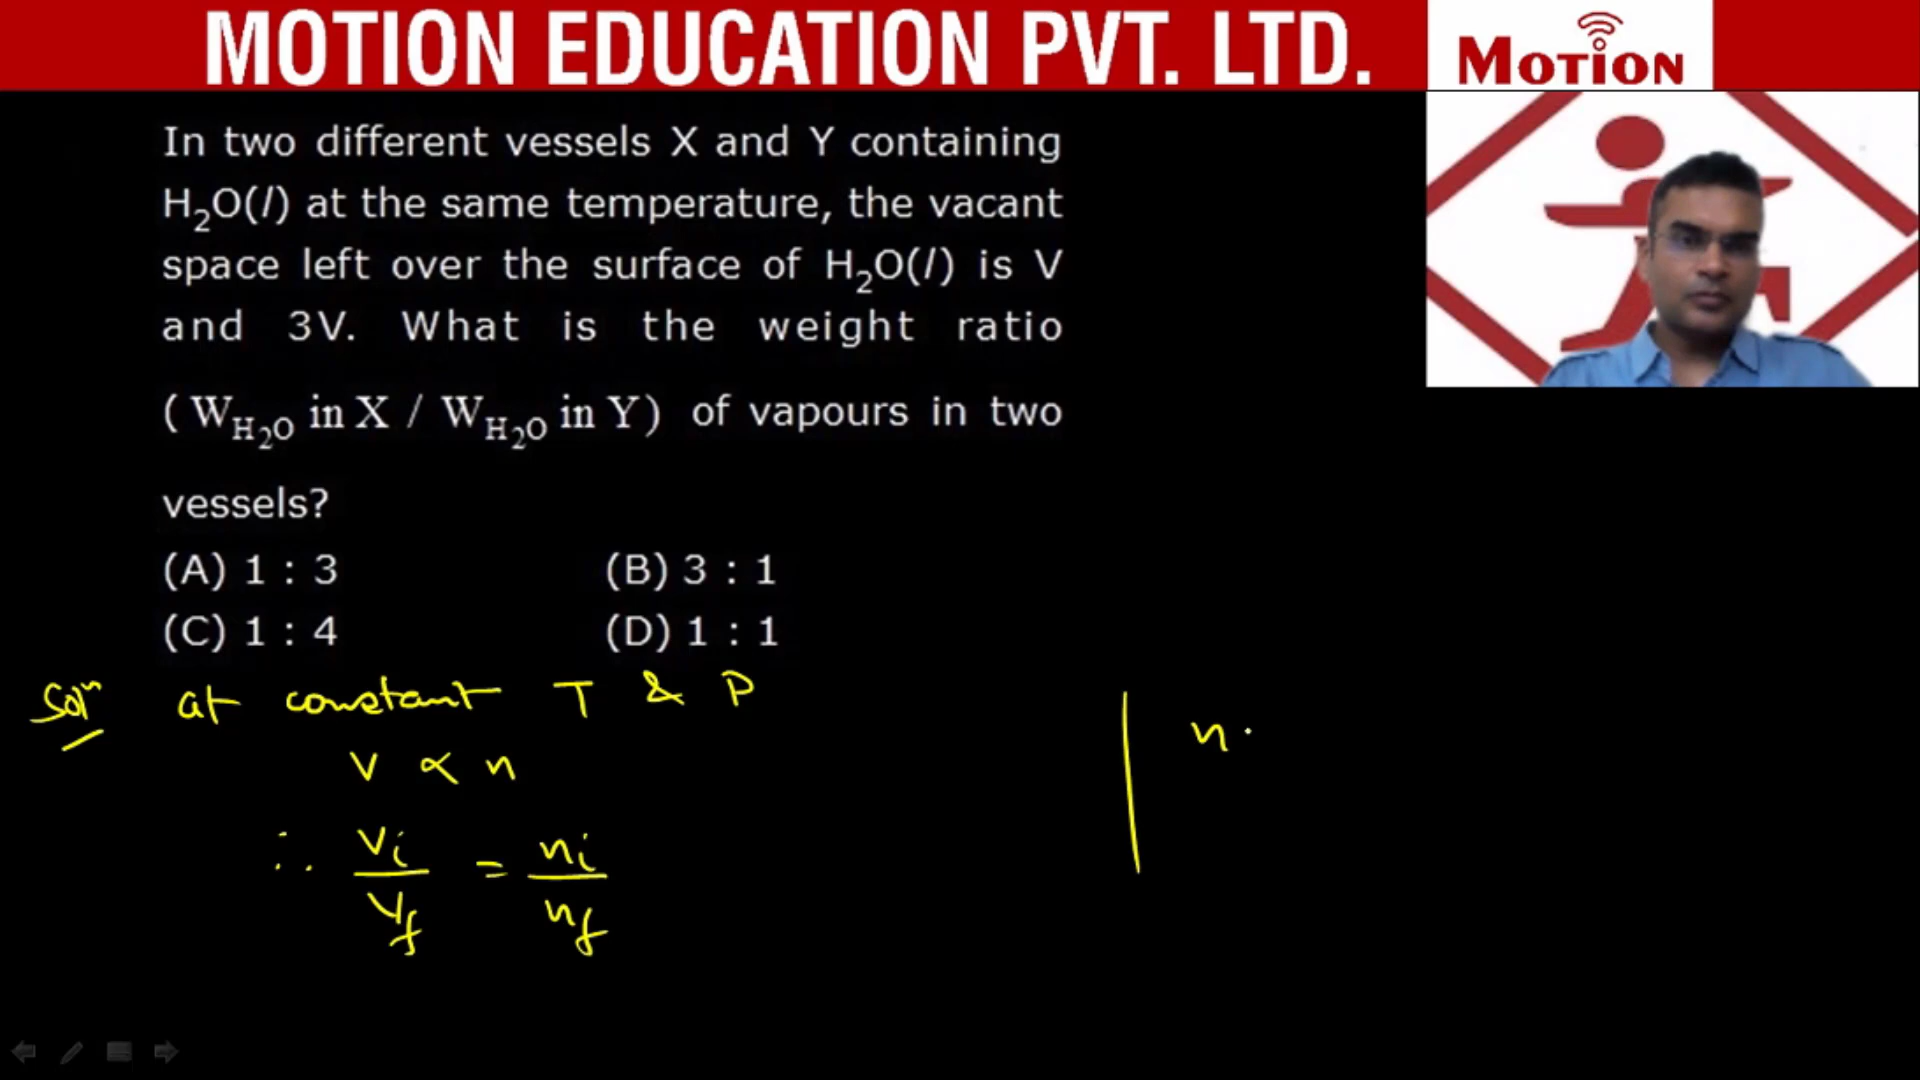 MOTION EDUCATION PVT. LTD.
MOTION
In two different vessels X and Y containing
H₂O(l) at the same temperature, the vacant
space left over the surface of H₂O(l) is V
and 3V. What is the weight ratio
( W_H₂O in X / W_H₂O in Y ) of vapours in two
vessels?
(A) 1 : 3 (B) 3 : 1
(C) 1 : 4 (D) 1 : 1
Solⁿ at constant T & P
V ∝ n
∴ Vi/Vf = ni/nf
n